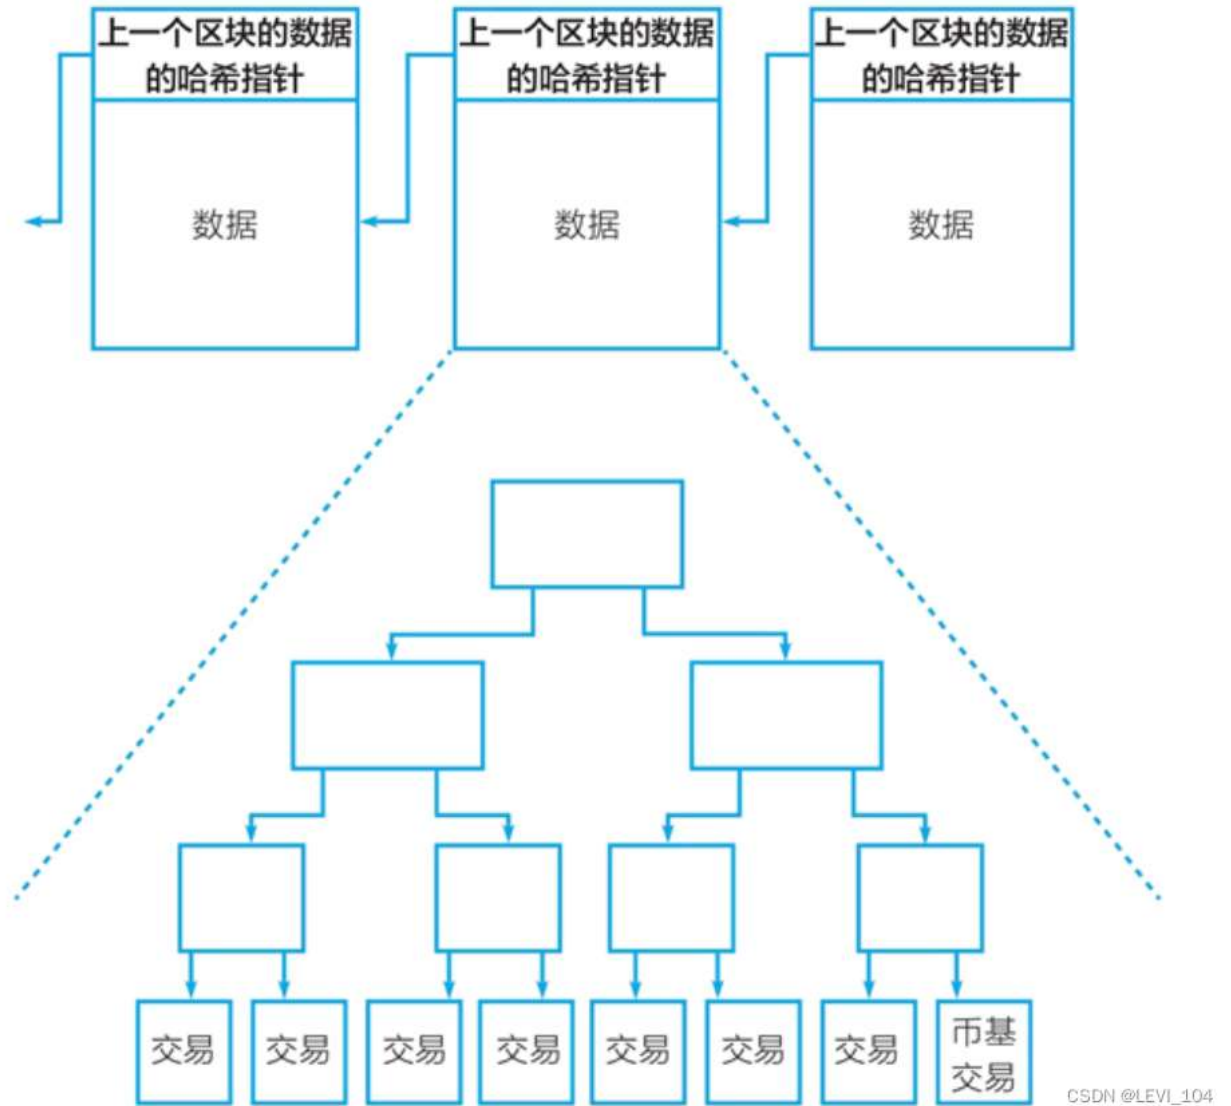 上一个区块的数据
的哈希指针
上一个区块的数据
的哈希指针
上一个区块的数据
的哈希指针
数据
数据
数据
交易
交易
交易
交易
交易
交易
交易
币基
交易
CSDN @LEVI_104